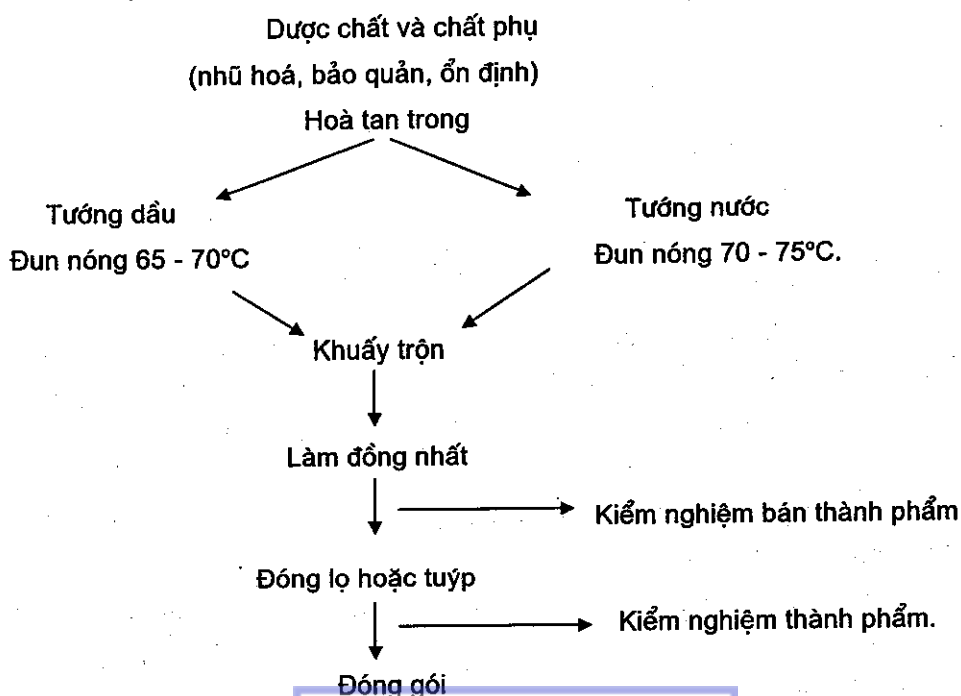 Dược chất và chất phụ
(nhũ hoá, bảo quản, ổn định)
Hoà tan trong
Tướng dầu
Đun nóng 65 - 70°C
Tướng nước
Đun nóng 70 - 75°C.
Khuấy trộn
Làm đồng nhất
Kiểm nghiệm bán thành phẩm
Đóng lọ hoặc tuýp
Kiểm nghiệm thành phẩm.
Đóng gói